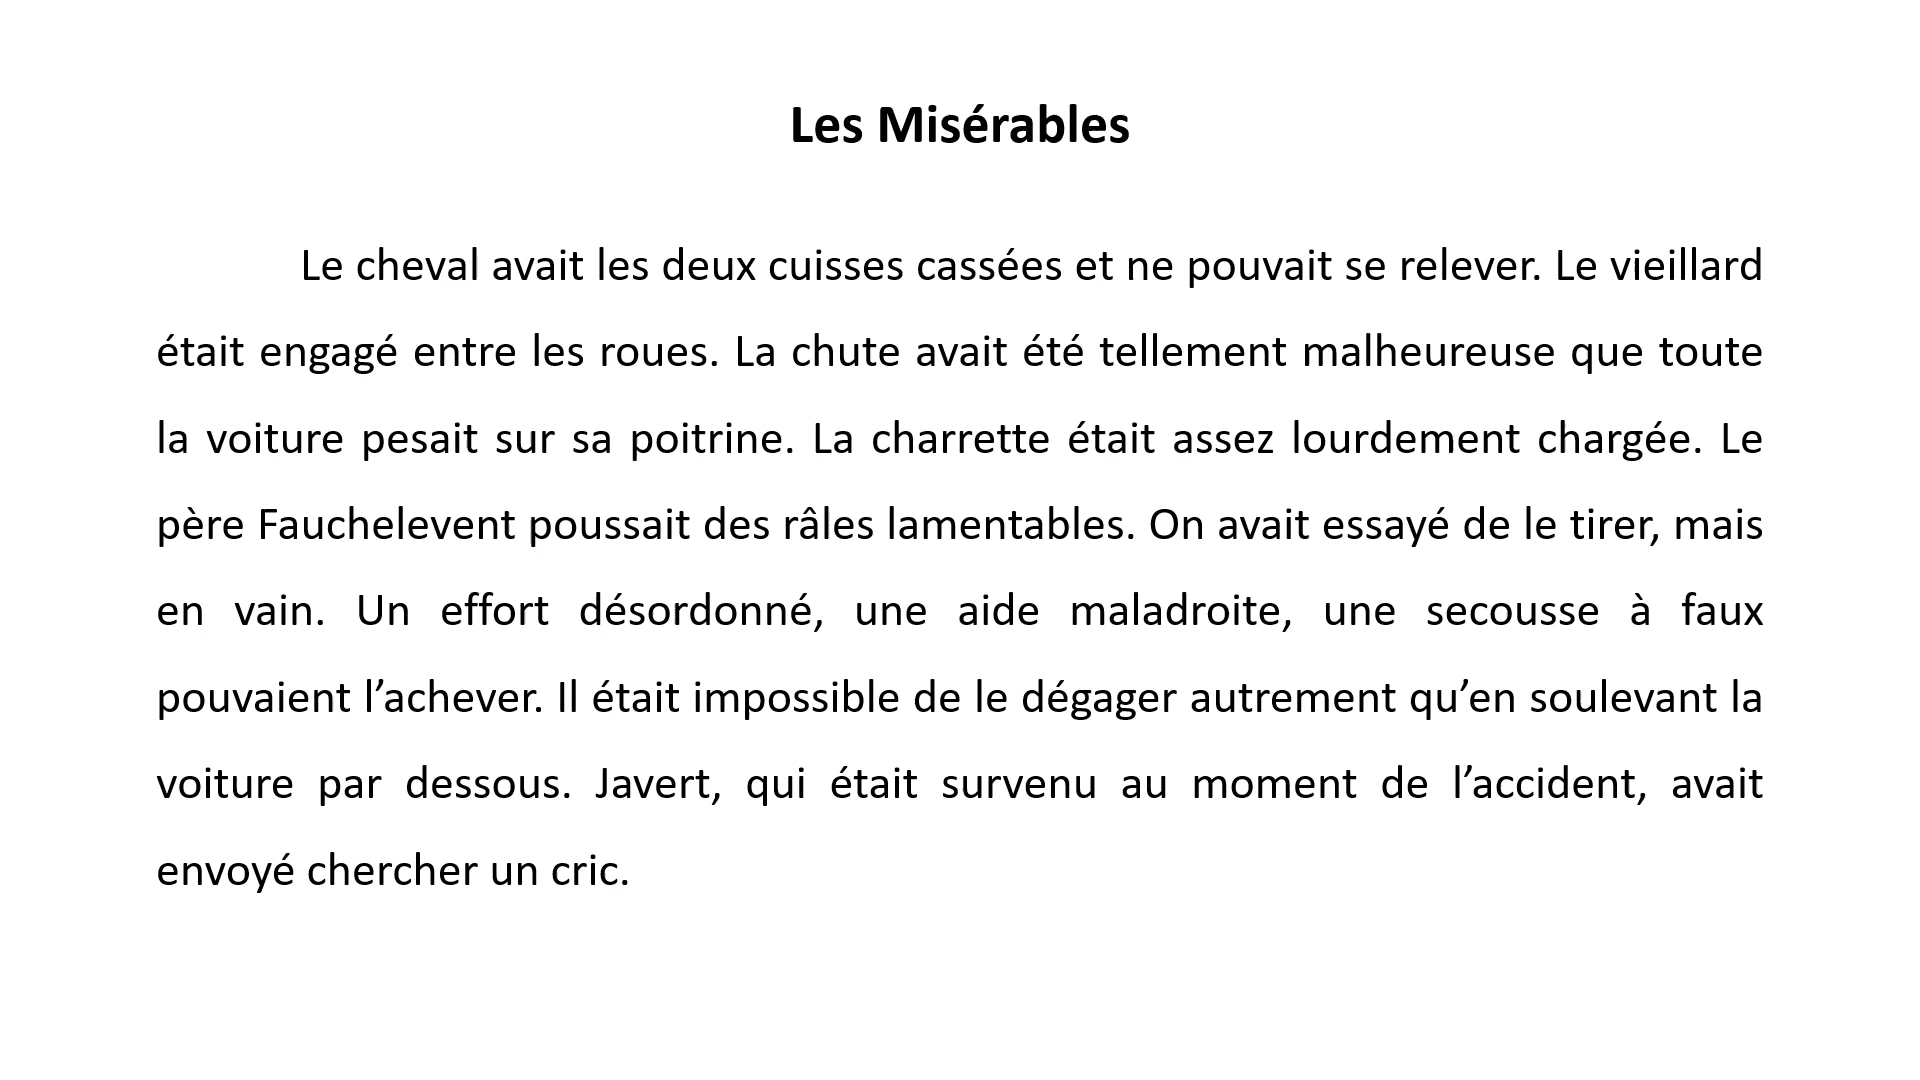 Les Misérables
Le cheval avait les deux cuisses cassées et ne pouvait se relever. Le vieillard
était engagé entre les roues. La chute avait été tellement malheureuse que toute
la voiture pesait sur sa poitrine. La charrette était assez lourdement chargée. Le
père Fauchelevent poussait des râles lamentables. On avait essayé de le tirer, mais
en vain. Un effort désordonné, une aide maladroite, une secousse à faux
pouvaient l’achever. Il était impossible de le dégager autrement qu’en soulevant la
voiture par dessous. Javert, qui était survenu au moment de l’accident, avait
envoyé chercher un cric.